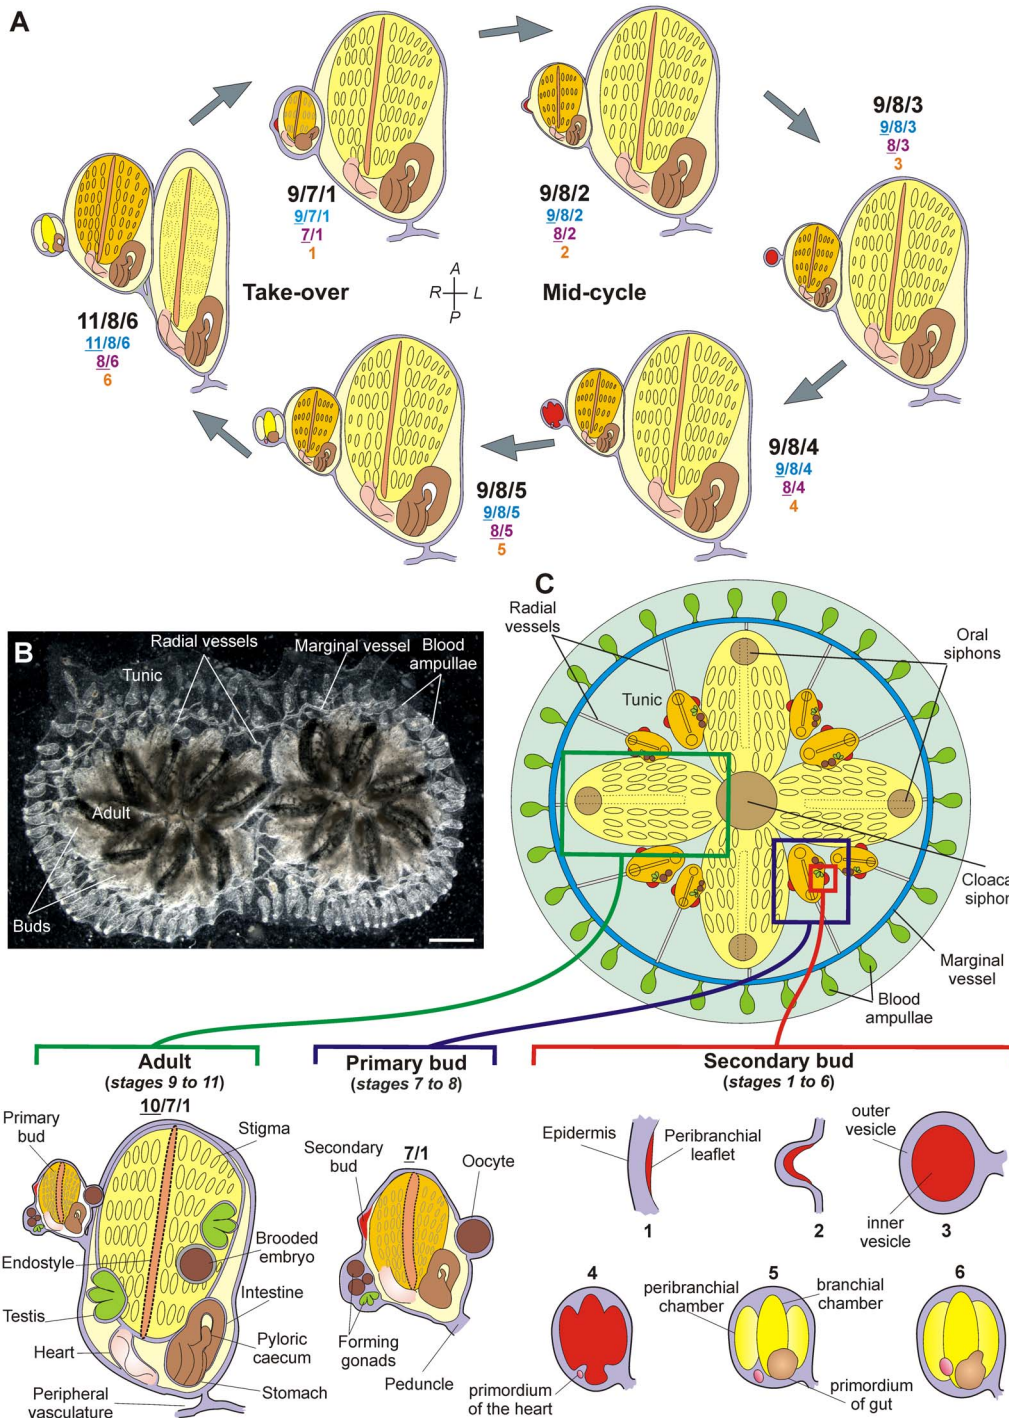 A
9/7/1
9/7/1
7/1
1
9/8/2
9/8/2
8/2
2
9/8/3
9/8/3
8/3
3
11/8/6
11/8/6
8/6
6
Take-over
A
R L
P
Mid-cycle
9/8/4
9/8/4
8/4
4
9/8/5
9/8/5
8/5
5
B
Radial vessels
Marginal vessel
Blood
ampullae
Tunic
Adult
Buds
C
Radial
vessels
Oral
siphons
Tunic
Cloaca
siphon
Marginal
vessel
Blood
ampullae
Adult
(stages 9 to 11)
10/7/1
Primary
bud
Stigma
Endostyle
Brooded
embryo
Testis
Intestine
Heart
Pyloric
caecum
Peripheral
vasculature
Stomach
Primary bud
(stages 7 to 8)
7/1
Secondary
bud
Oocyte
Forming
gonads
Peduncle
Secondary bud
(stages 1 to 6)
Epidermis
Peribranchial
leaflet
outer
vesicle
inner
vesicle
1
2
3
4
5
6
peribranchial
chamber
branchial
chamber
primordium
of the heart
primordium
of gut